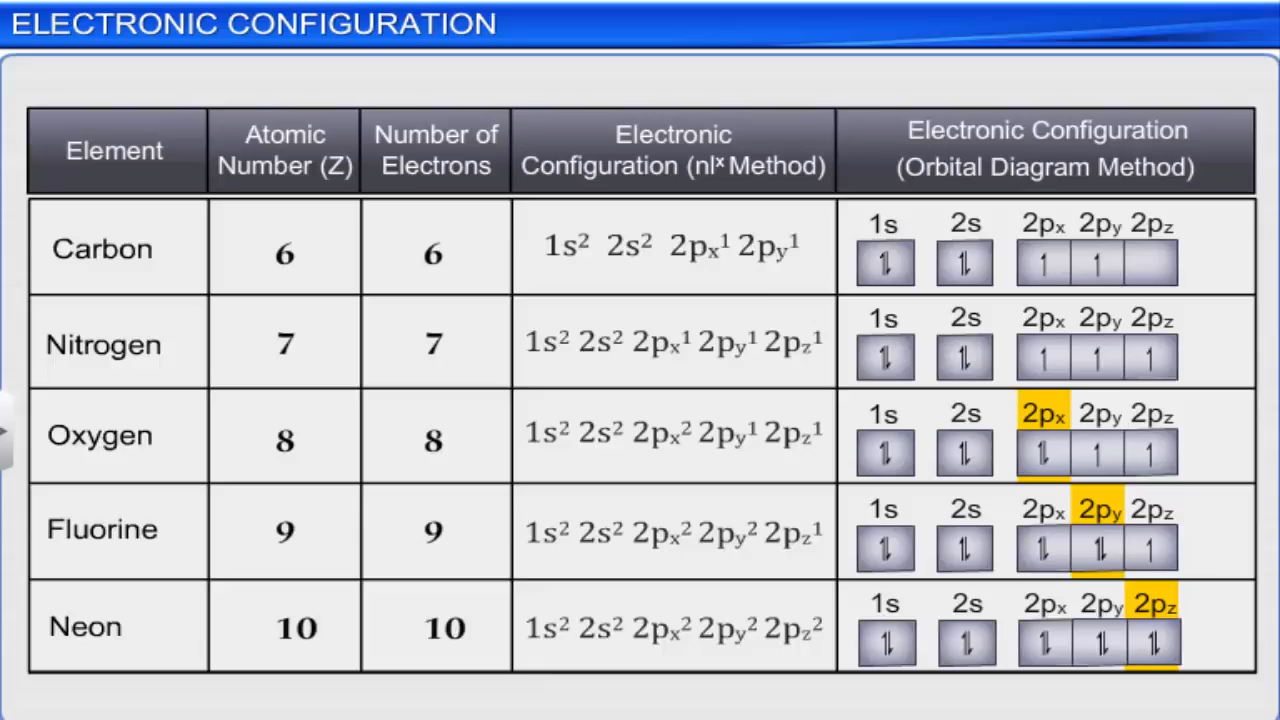 ELECTRONIC CONFIGURATION
Element
Atomic
Number (Z)
Number of
Electrons
Electronic
Configuration (nlˣ Method)
Electronic Configuration
(Orbital Diagram Method)
Carbon
6
6
1s² 2s² 2pₓ¹ 2pᵧ¹
1s 2s 2pₓ 2pᵧ 2p_z
Nitrogen
7
7
1s² 2s² 2pₓ¹ 2pᵧ¹ 2p_z¹
1s 2s 2pₓ 2pᵧ 2p_z
Oxygen
8
8
1s² 2s² 2pₓ² 2pᵧ¹ 2p_z¹
1s 2s 2pₓ 2pᵧ 2p_z
Fluorine
9
9
1s² 2s² 2pₓ² 2pᵧ² 2p_z¹
1s 2s 2pₓ 2pᵧ 2p_z
Neon
10
10
1s² 2s² 2pₓ² 2pᵧ² 2p_z²
1s 2s 2pₓ 2pᵧ 2p_z